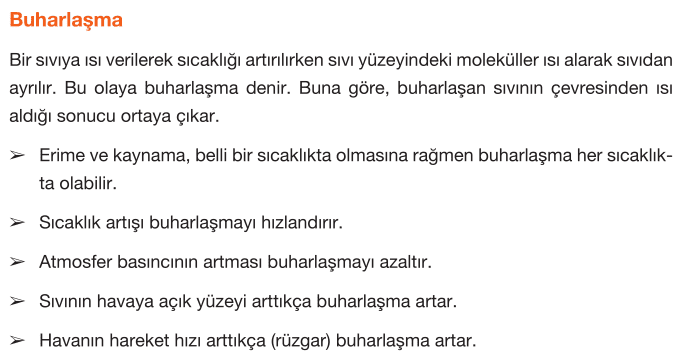 Buharlaşma
Bir sıvıya ısı verilerek sıcaklığı artırılırken sıvı yüzeyindeki moleküller ısı alarak sıvıdan
ayrılır. Bu olaya buharlaşma denir. Buna göre, buharlaşan sıvının çevresinden ısı
aldığı sonucu ortaya çıkar.
➢ Erime ve kaynama, belli bir sıcaklıkta olmasına rağmen buharlaşma her sıcaklık-
ta olabilir.
➢ Sıcaklık artışı buharlaşmayı hızlandırır.
➢ Atmosfer basıncının artması buharlaşmayı azaltır.
➢ Sıvının havaya açık yüzeyi arttıkça buharlaşma artar.
➢ Havanın hareket hızı arttıkça (rüzgar) buharlaşma artar.